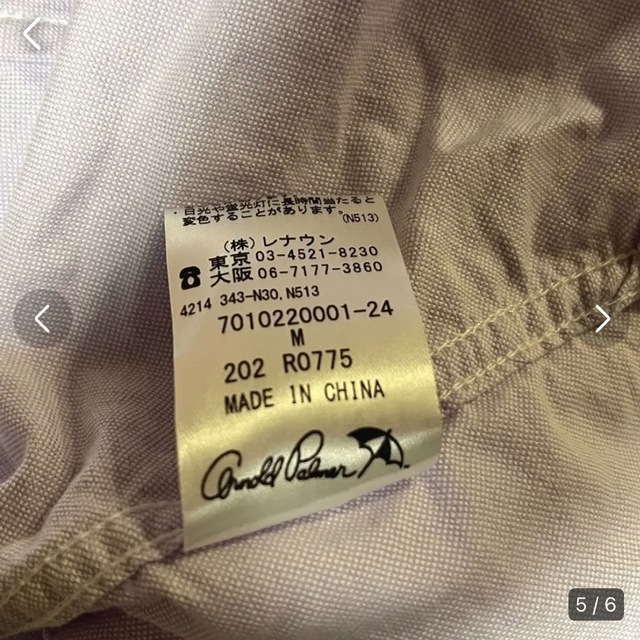 ・日光や蛍光灯に長時間当たると
変色することがあります。(N513)
(株)レナウン
東京 03-4521-8230
大阪 06-7177-3860
4214 343-N30,N513
7010220001-24
M
202 R0775
MADE IN CHINA
Arnold Palmer
5 / 6